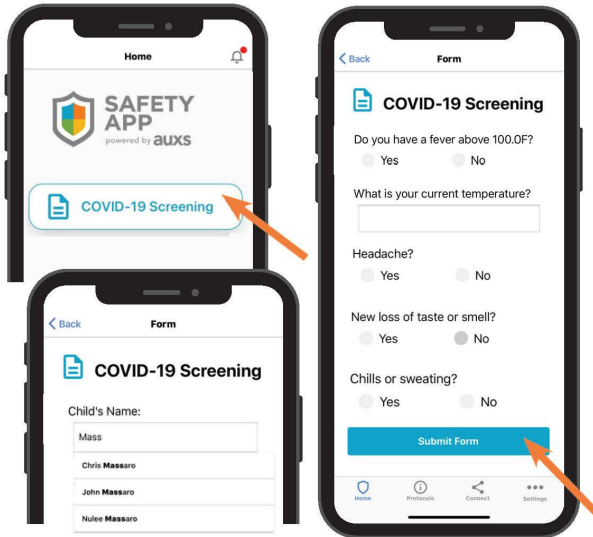 Home
SAFETY
APP
powered by auxs
COVID-19 Screening
Back Form
COVID-19 Screening
Child's Name:
Mass
Chris Massaro
John Massaro
Nulee Massaro
Back Form
COVID-19 Screening
Do you have a fever above 100.0F?
Yes No
What is your current temperature?
Headache?
Yes No
New loss of taste or smell?
Yes No
Chills or sweating?
Yes No
Submit Form
Home Protocols Connect Settings